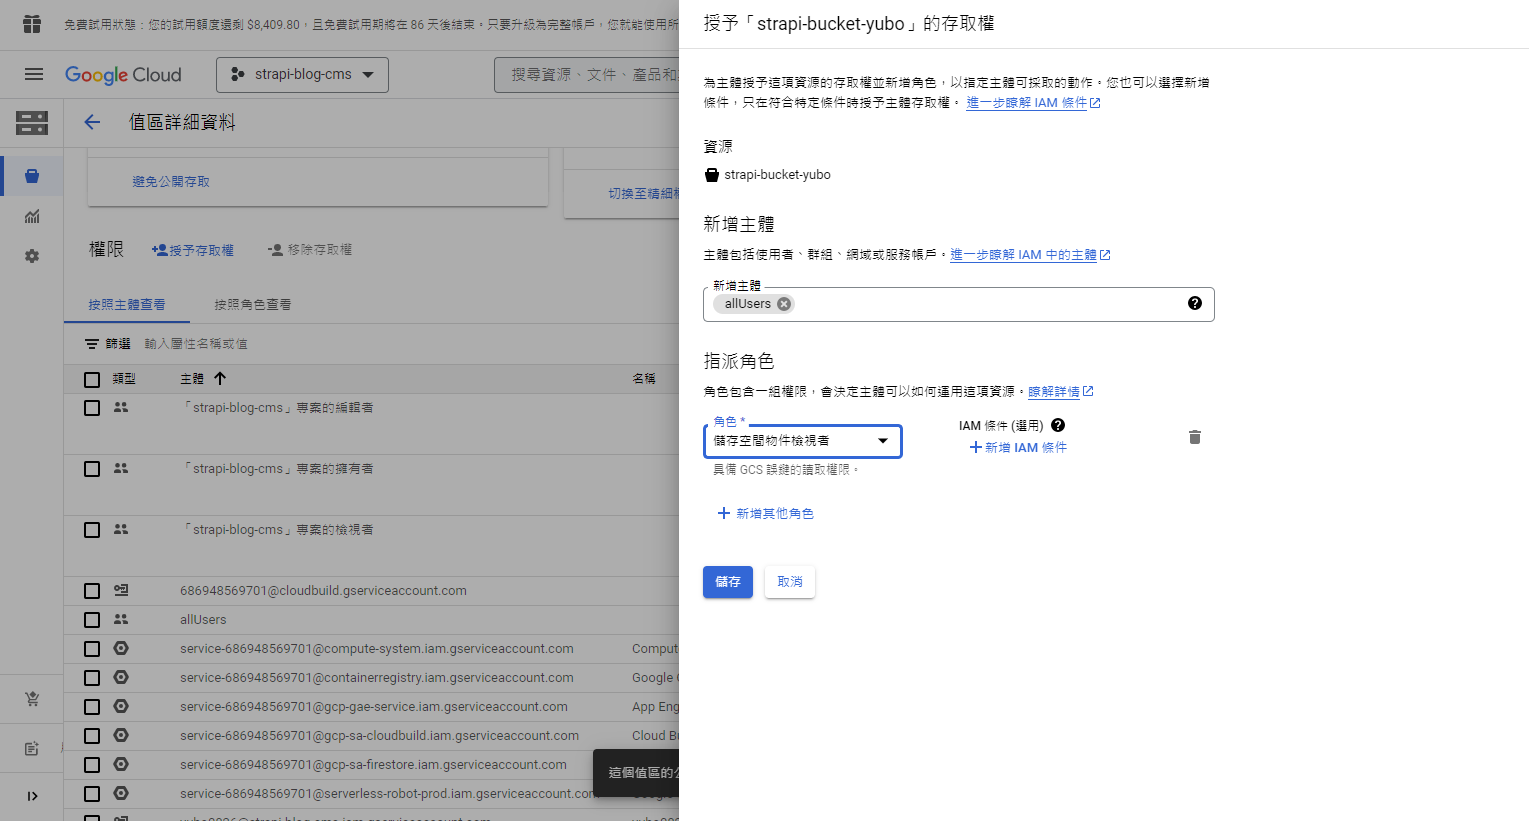 免費試用狀態：您的試用額度還剩 $8,409.80，且免費試用期將在 86 天後結束。只要升級為完整帳戶，您就能使用所
Google Cloud
strapi-blog-cms
搜尋資源、文件、產品和
值區詳細資料
避免公開存取
切換至精細
權限
授予存取權
移除存取權
按照主體查看
按照角色查看
篩選
輸入屬性名稱或值
類型
主體
名稱
「strapi-blog-cms」專案的編輯者
「strapi-blog-cms」專案的擁有者
「strapi-blog-cms」專案的檢視者
686948569701@cloudbuild.gserviceaccount.com
allUsers
service-686948569701@compute-system.iam.gserviceaccount.com Comput
service-686948569701@containerregistry.iam.gserviceaccount.com Google
service-686948569701@gcp-gae-service.iam.gserviceaccount.com App Eng
service-686948569701@gcp-sa-cloudbuild.iam.gserviceaccount.com Cloud B
service-686948569701@gcp-sa-firestore.iam.gserviceaccount.com
service-686948569701@serverless-robot-prod.iam.gserviceaccount.com
這個值區的
授予「strapi-bucket-yubo」的存取權
為主體授予這項資源的存取權並新增角色，以指定主體可採取的動作。您也可以選擇新增
條件，只在符合特定條件時授予主體存取權。 進一步瞭解 IAM 條件
資源
strapi-bucket-yubo
新增主體
主體包括使用者、群組、網域或服務帳戶。進一步瞭解 IAM 中的主體
新增主體
allUsers
指派角色
角色包含一組權限，會決定主體可以如何運用這項資源。瞭解詳情
角色 *
儲存空間物件檢視者
具備 GCS 誤鍵的讀取權限。
IAM 條件 (選用)
新增 IAM 條件
新增其他角色
儲存
取消